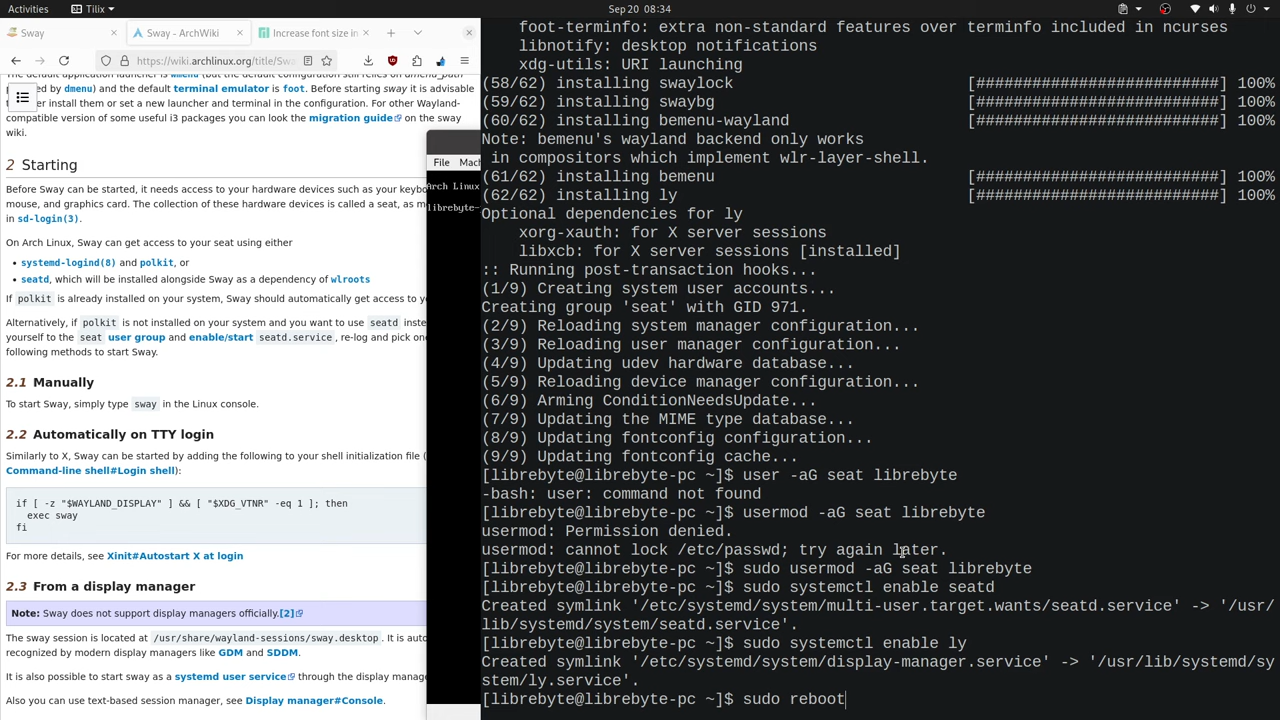 Activities
Tilix
Sep 20 08:34
Sway
Sway - ArchWiki
Increase font size in
https://wiki.archlinux.org/title/Sway
The default application launcher is wmenu (but the default configuration still relies on dmenu_path
by dmenu) and the default terminal emulator is foot. Before starting sway it is advisable
install them or set a new launcher and terminal in the configuration. For other Wayland-
compatible version of some useful i3 packages you can look the migration guide on the sway
wiki.
2 Starting
Before Sway can be started, it needs access to your hardware devices such as your keybo
mouse, and graphics card. The collection of these hardware devices is called a seat, as m
in sd-login(3).
On Arch Linux, Sway can get access to your seat using either
• systemd-logind(8) and polkit, or
• seatd, which will be installed alongside Sway as a dependency of wlroots
If polkit is already installed on your system, Sway should automatically get access to y
Alternatively, if polkit is not installed on your system and you want to use seatd inste
yourself to the seat user group and enable/start seatd.service, re-log and pick one
following methods to start Sway.
2.1 Manually
To start Sway, simply type sway in the Linux console.
2.2 Automatically on TTY login
Similarly to X, Sway can be started by adding the following to your shell initialization file (
Command-line shell#Login shell):
if [ -z "$WAYLAND_DISPLAY" ] && [ "$XDG_VTNR" -eq 1 ]; then
exec sway
fi
For more details, see Xinit#Autostart X at login
2.3 From a display manager
Note: Sway does not support display managers officially.[2]
The sway session is located at /usr/share/wayland-sessions/sway.desktop. It is auto
recognized by modern display managers like GDM and SDDM.
It is also possible to start sway as a systemd user service through the display manage
Also you can use text-based session manager, see Display manager#Console.
File Mach
Arch Linux
librebyte-
foot-terminfo: extra non-standard features over terminfo included in ncurses
libnotify: desktop notifications
xdg-utils: URI launching
(58/62) installing swaylock [##########################] 100%
(59/62) installing swaybg [##########################] 100%
(60/62) installing bemenu-wayland [##########################] 100%
Note: bemenu's wayland backend only works
in compositors which implement wlr-layer-shell.
(61/62) installing bemenu [##########################] 100%
(62/62) installing ly [##########################] 100%
Optional dependencies for ly
xorg-xauth: for X server sessions
libxcb: for X server sessions [installed]
:: Running post-transaction hooks...
(1/9) Creating system user accounts...
Creating group 'seat' with GID 971.
(2/9) Reloading system manager configuration...
(3/9) Reloading user manager configuration...
(4/9) Updating udev hardware database...
(5/9) Reloading device manager configuration...
(6/9) Arming ConditionNeedsUpdate...
(7/9) Updating the MIME type database...
(8/9) Updating fontconfig configuration...
(9/9) Updating fontconfig cache...
[librebyte@librebyte-pc ~]$ user -aG seat librebyte
-bash: user: command not found
[librebyte@librebyte-pc ~]$ usermod -aG seat librebyte
usermod: Permission denied.
usermod: cannot lock /etc/passwd; try again later.
[librebyte@librebyte-pc ~]$ sudo usermod -aG seat librebyte
[librebyte@librebyte-pc ~]$ sudo systemctl enable seatd
Created symlink '/etc/systemd/system/multi-user.target.wants/seatd.service' -> '/usr/
lib/systemd/system/seatd.service'.
[librebyte@librebyte-pc ~]$ sudo systemctl enable ly
Created symlink '/etc/systemd/system/display-manager.service' -> '/usr/lib/systemd/sy
stem/ly.service'.
[librebyte@librebyte-pc ~]$ sudo reboot